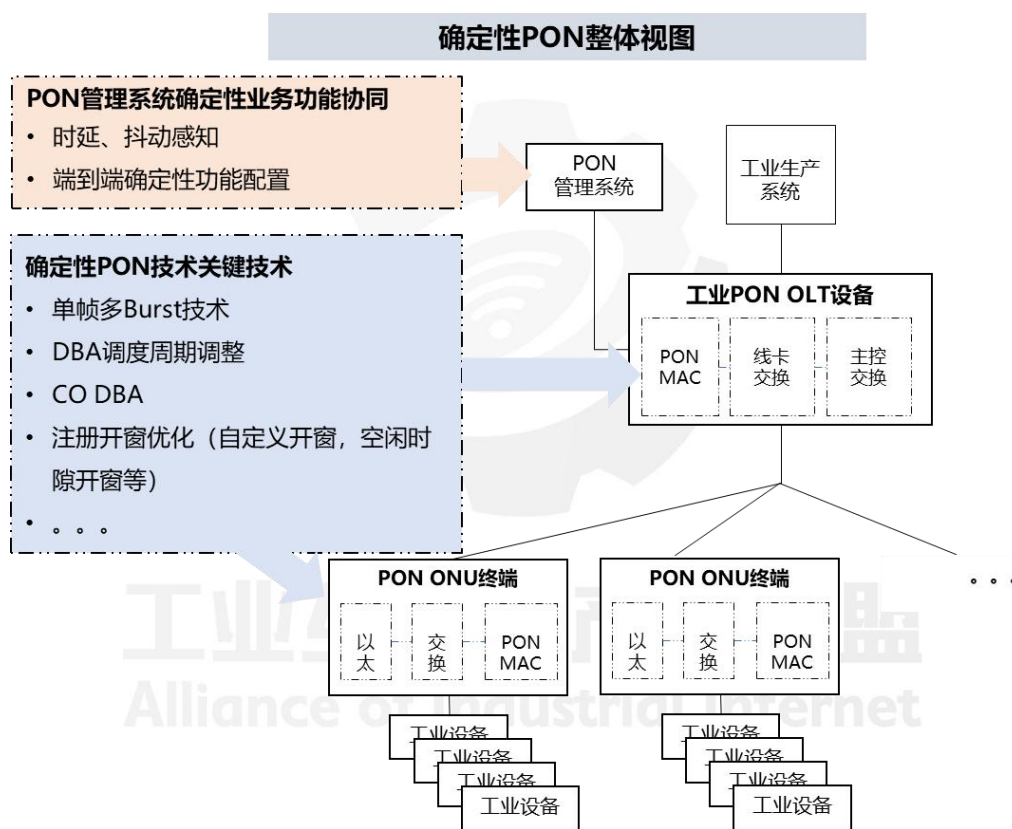 确定性PON整体视图
PON管理系统确定性业务功能协同
• 时延、抖动感知
• 端到端确定性功能配置
确定性PON技术关键技术
• 单帧多Burst技术
• DBA调度周期调整
• CO DBA
• 注册开窗优化（自定义开窗，空闲时
隙开窗等）
• 。。。
PON
管理系统
工业生产
系统
工业PON OLT设备
PON
MAC
线卡
交换
主控
交换
PON ONU终端
以
太
交
换
PON
MAC
PON ONU终端
以
太
交
换
PON
MAC
。。。
工业设备
工业设备
工业设备
工业设备
工业设备
工业设备
工业设备
工业设备
Alliance of Industrial Internet